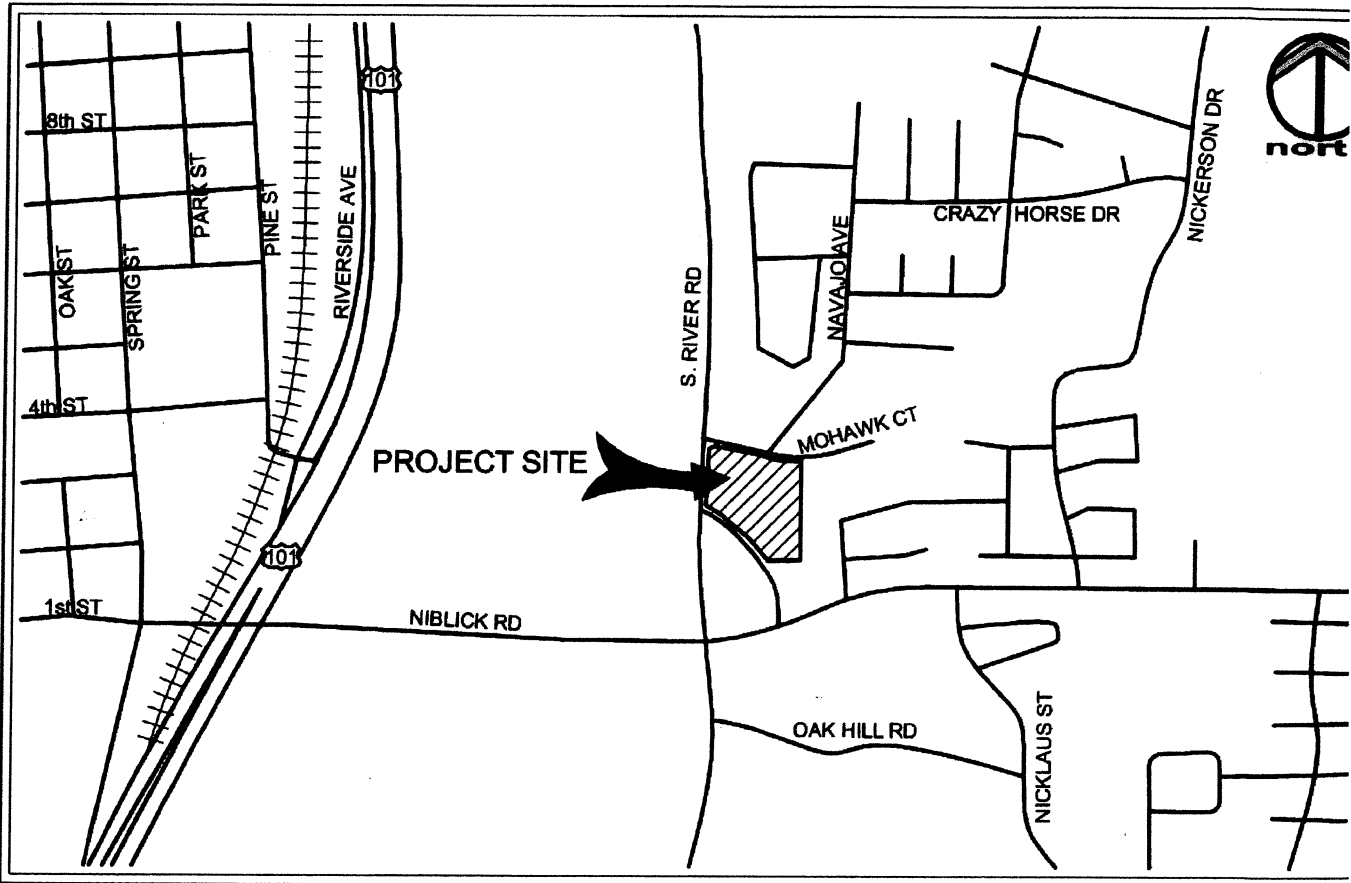 101
8th ST
nort
NICKERSON DR
PARK ST
PINE ST
RIVERSIDE AVE
CRAZY HORSE DR
OAK ST
SPRING ST
NAVAJO AVE
S. RIVER RD
4th ST
MOHAWK CT
PROJECT SITE
101
1st ST
NIBLICK RD
OAK HILL RD
NICKLAUS ST